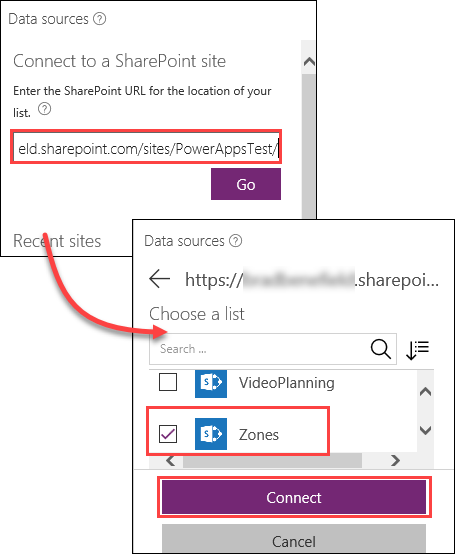 Data sources ?
Connect to a SharePoint site
Enter the SharePoint URL for the location of your
list. ?
eld.sharepoint.com/sites/PowerAppsTest/
Go
Recent sites
Data sources ?
https:// .sharepoi...
Choose a list
Search ...
VideoPlanning
Zones
Connect
Cancel